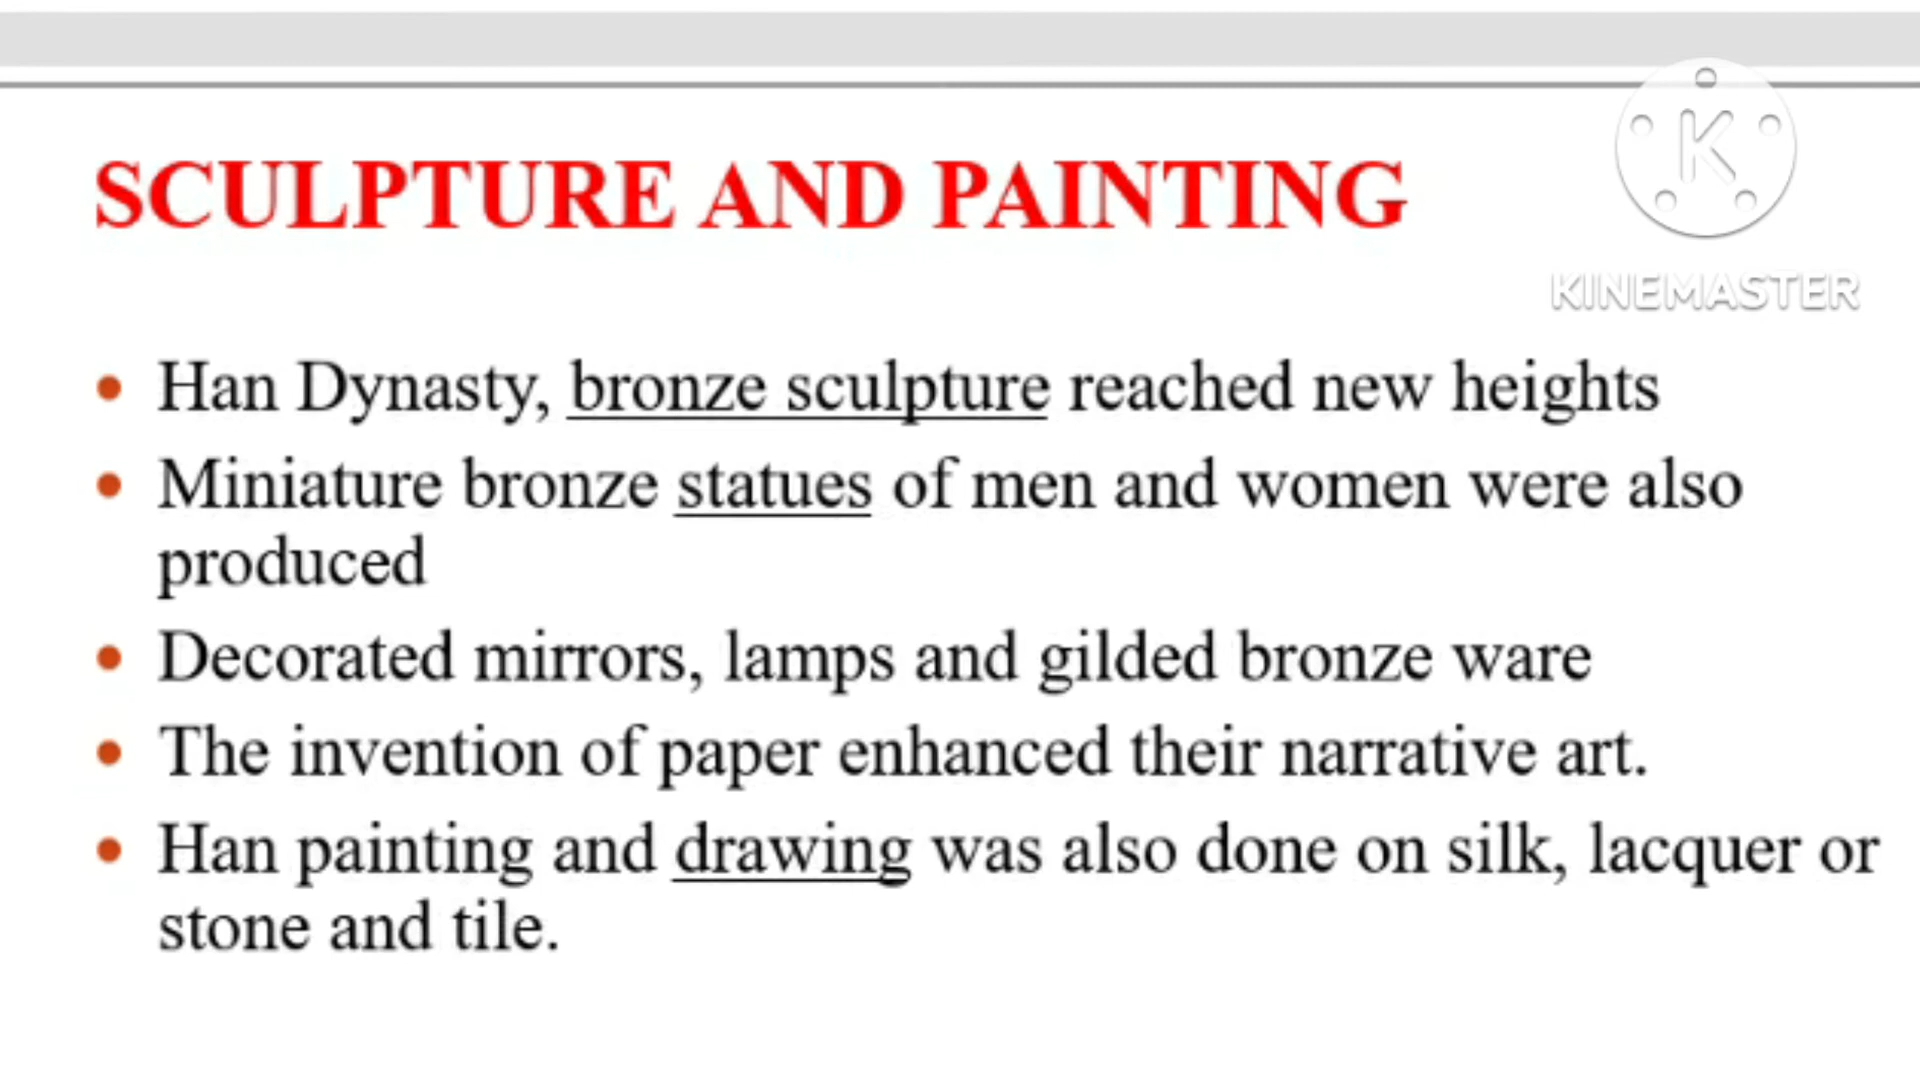 SCULPTURE AND PAINTING
K
KINEMASTER
• Han Dynasty, bronze sculpture reached new heights
• Miniature bronze statues of men and women were also
produced
• Decorated mirrors, lamps and gilded bronze ware
• The invention of paper enhanced their narrative art.
• Han painting and drawing was also done on silk, lacquer or
stone and tile.